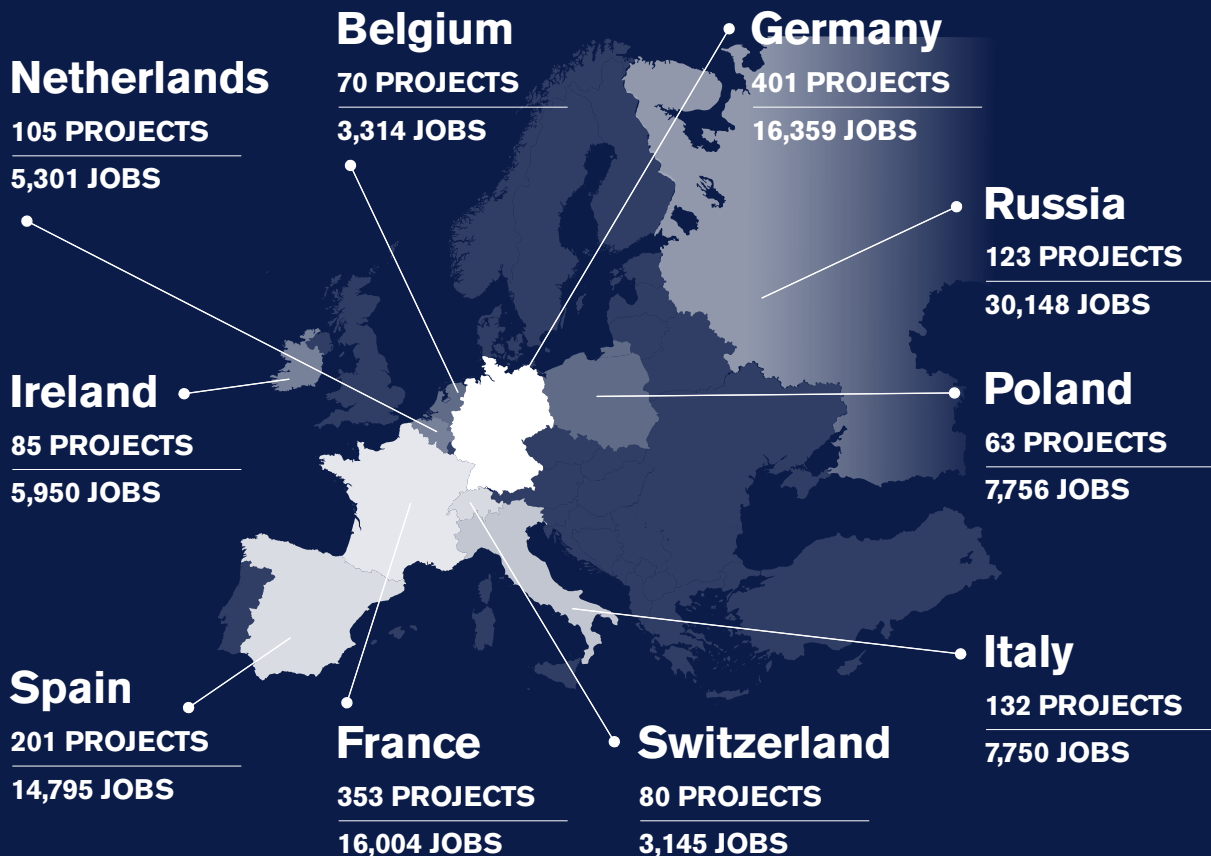 Belgium
70 PROJECTS
3,314 JOBS
Germany
401 PROJECTS
16,359 JOBS
Netherlands
105 PROJECTS
5,301 JOBS
Russia
123 PROJECTS
30,148 JOBS
Ireland
85 PROJECTS
5,950 JOBS
Poland
63 PROJECTS
7,756 JOBS
Spain
201 PROJECTS
14,795 JOBS
France
353 PROJECTS
16,004 JOBS
Switzerland
80 PROJECTS
3,145 JOBS
Italy
132 PROJECTS
7,750 JOBS